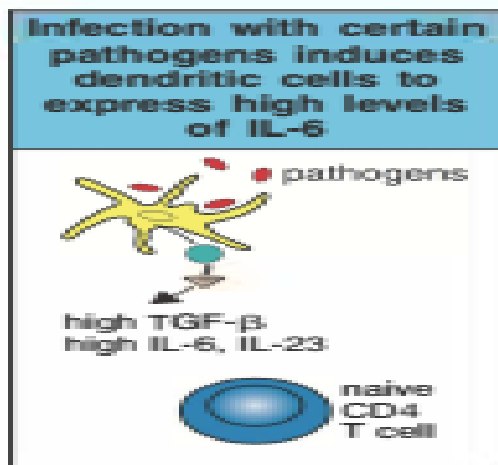 Infection with certain
pathogens induces
dendritic cells to
express high levels
of IL-6
pathogens
high TGF-β
high IL-6, IL-23
naive
CD4
T cell